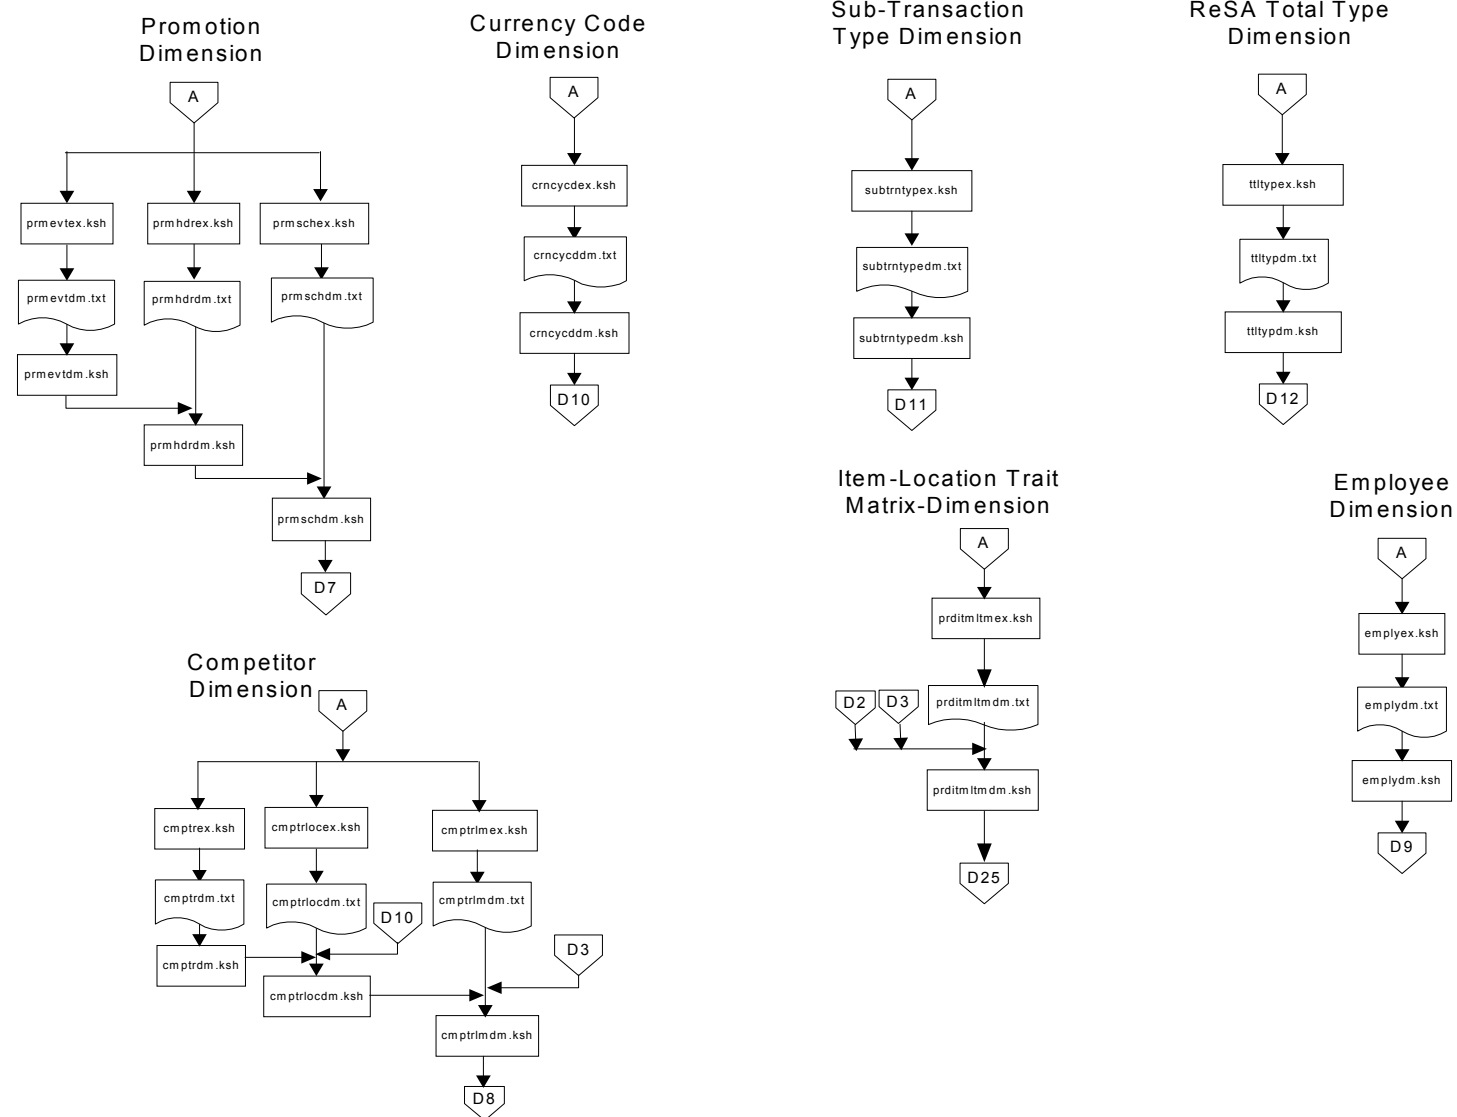 Promotion
Dimension
A
prmevtex.ksh
prmhdrex.ksh
prmschex.ksh
prmevtdm.txt
prmhdrdm.txt
prmschdm.txt
prmevtdm.ksh
prmhdrdm.ksh
prmschdm.ksh
D7
Currency Code
Dimension
A
crncycdex.ksh
crncycddm.txt
crncycddm.ksh
D10
Sub-Transaction
Type Dimension
A
subtrntypex.ksh
subtrntypedm.txt
subtrntypedm.ksh
D11
ReSA Total Type
Dimension
A
ttltypex.ksh
ttltypdm.txt
ttltypdm.ksh
D12
Item-Location Trait
Matrix-Dimension
A
prditmltmex.ksh
D2
D3
prditmltmdm.txt
prditmltmdm.ksh
D25
Employee
Dimension
A
emplyex.ksh
emplydm.txt
emplydm.ksh
D9
Competitor
Dimension
A
cmptrex.ksh
cmptrlocex.ksh
cmptrlmex.ksh
cmptrdm.txt
cmptrlocdm.txt
D10
cmptrlmdm.txt
cmptrdm.ksh
D3
cmptrlocdm.ksh
cmptrlmdm.ksh
D8